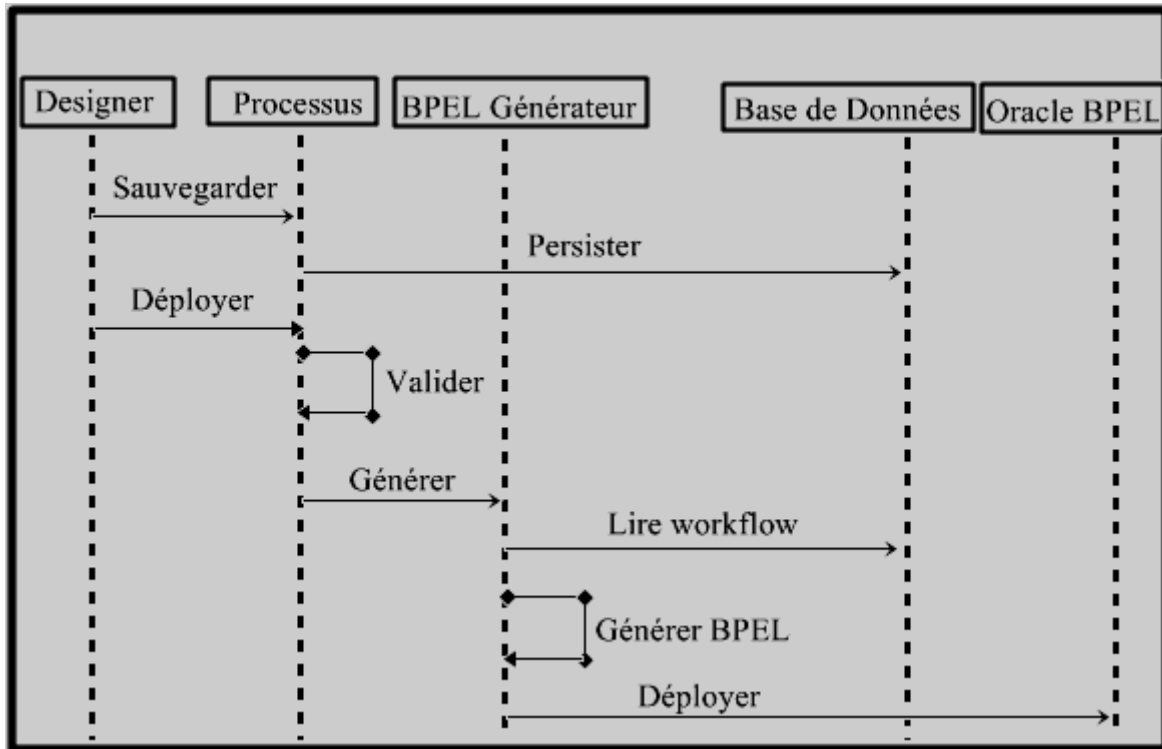 Designer
Processus
BPEL Générateur
Base de Données
Oracle BPEL
Sauvegarder
Persister
Déployer
Valider
Générer
Lire workflow
Générer BPEL
Déployer